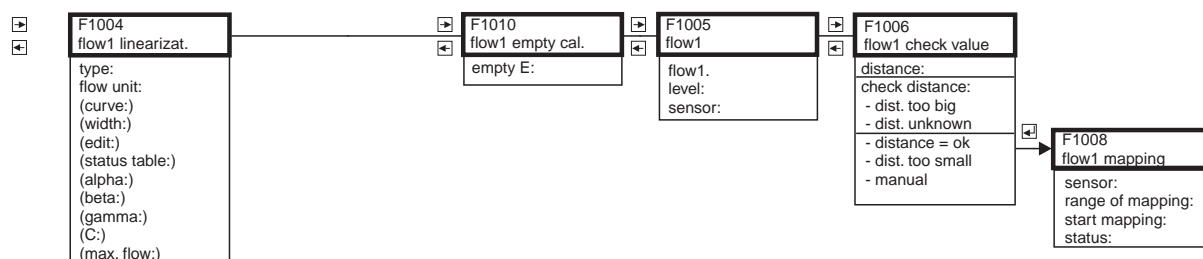 F1004
flow1 linearizat.
type:
flow unit:
(curve:)
(width:)
(edit:)
(status table:)
(alpha:)
(beta:)
(gamma:)
(C:)
(max. flow:)
F1010
flow1 empty cal.
empty E:
F1005
flow1
flow1.
level:
sensor:
F1006
flow1 check value
distance:
check distance:
- dist. too big
- dist. unknown
- distance = ok
- dist. too small
- manual
F1008
flow1 mapping
sensor:
range of mapping:
start mapping:
status: